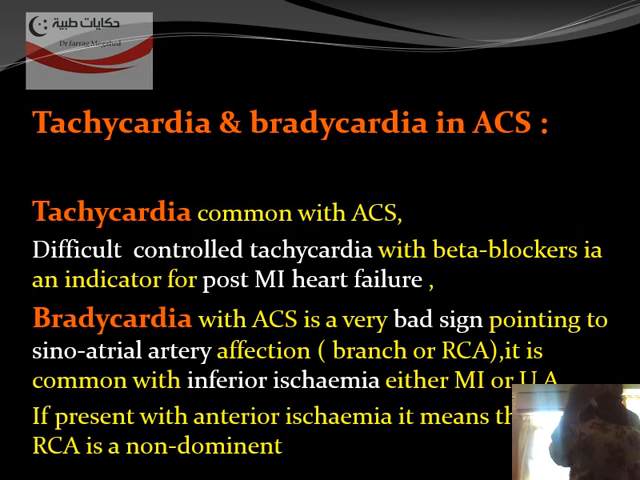 حكايات طبية
Dr farrag Megahed
Tachycardia & bradycardia in ACS :
Tachycardia common with ACS,
Difficult controlled tachycardia with beta-blockers ia
an indicator for post MI heart failure ,
Bradycardia with ACS is a very bad sign pointing to
sino-atrial artery affection ( branch or RCA),it is
common with inferior ischaemia either MI or U.A
If present with anterior ischaemia it means
RCA is a non-dominent